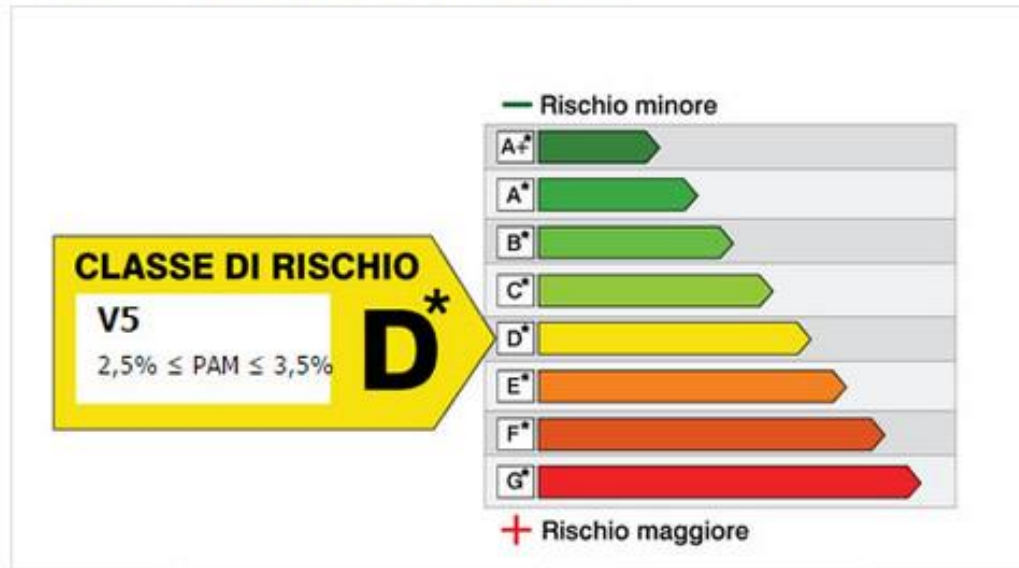 Rischio minore
A+*
A*
B*
C*
CLASSE DI RISCHIO
V5
2,5% ≤ PAM ≤ 3,5%
D*
D*
E*
F*
G*
Rischio maggiore